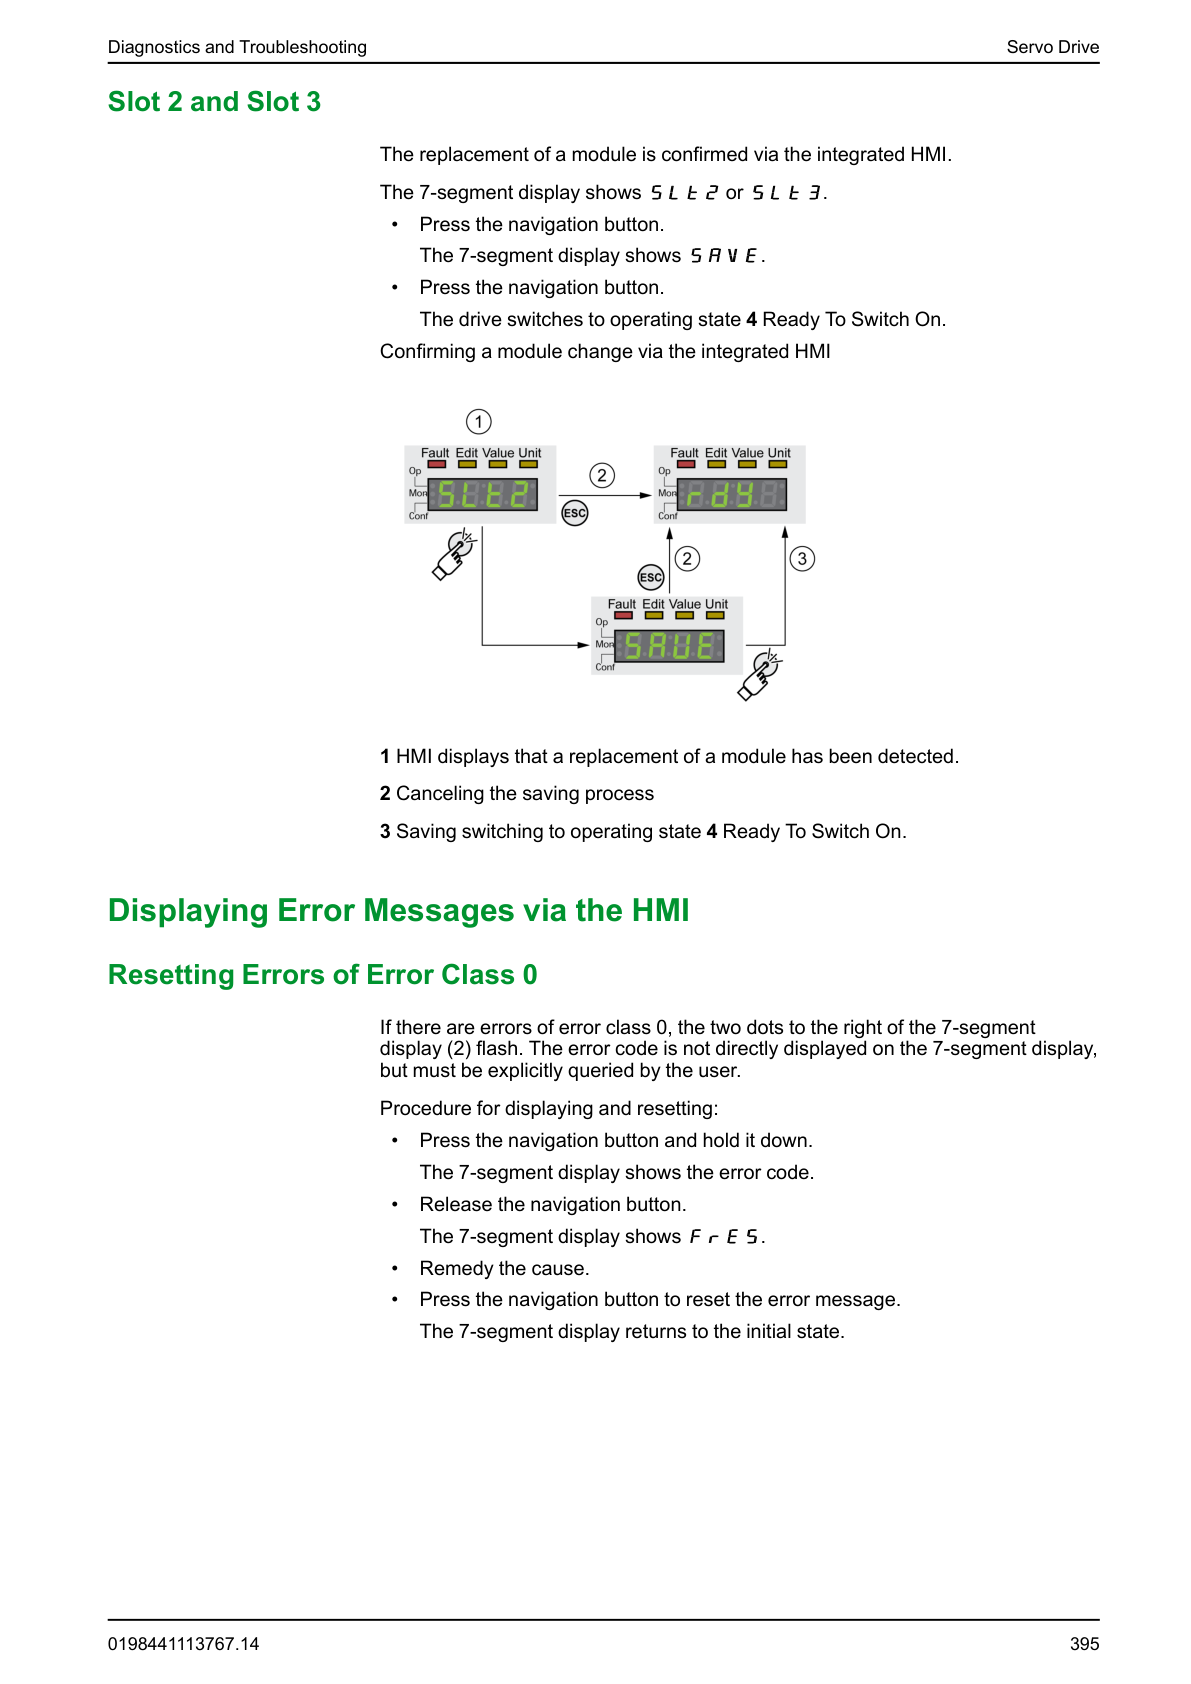 Diagnostics and Troubleshooting Servo Drive
Slot 2 and Slot 3
The replacement of a module is confirmed via the integrated HMI.
The 7-segment display shows SLt2 or SLt3.
• Press the navigation button.
The 7-segment display shows SAVE.
• Press the navigation button.
The drive switches to operating state 4 Ready To Switch On.
Confirming a module change via the integrated HMI
1
Fault Edit Value Unit
Op
Mon
Conf
SLt2
2
ESC
Fault Edit Value Unit
Op
Mon
Conf
rdy
2
ESC
3
Fault Edit Value Unit
Op
Mon
Conf
SAVE
1 HMI displays that a replacement of a module has been detected.
2 Canceling the saving process
3 Saving switching to operating state 4 Ready To Switch On.
Displaying Error Messages via the HMI
Resetting Errors of Error Class 0
If there are errors of error class 0, the two dots to the right of the 7-segment
display (2) flash. The error code is not directly displayed on the 7-segment display,
but must be explicitly queried by the user.
Procedure for displaying and resetting:
• Press the navigation button and hold it down.
The 7-segment display shows the error code.
• Release the navigation button.
The 7-segment display shows FrES.
• Remedy the cause.
• Press the navigation button to reset the error message.
The 7-segment display returns to the initial state.
0198441113767.14 395